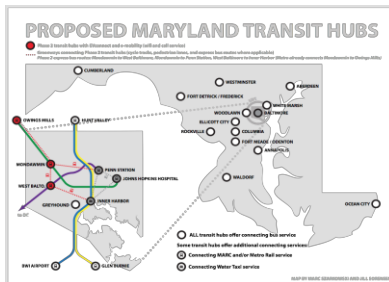 PROPOSED MARYLAND TRANSIT HUBS
CUMBERLAND
WESTMINSTER
ABERDEEN
FORT DETRICK / FREDERICK
WHITE MARSH
WOODLAWN
BALTIMORE
OWINGS MILLS
HUNT VALLEY
ELLICOTT CITY
ROCKVILLE
COLUMBIA
FORT MEADE / ODENTON
ANNAPOLIS
MONDAWMIN
PENN STATION
JOHNS HOPKINS HOSPITAL
WEST BALTO.
WALDORF
GREYHOUND
INNER HARBOR
OCEAN CITY
to DC
ALL transit hubs offer connecting bus service
Some transit hubs offer additional connecting services:
Connecting MARC and/or Metro Rail service
Connecting Water Taxi service
BWI AIRPORT
GLEN BURNIE